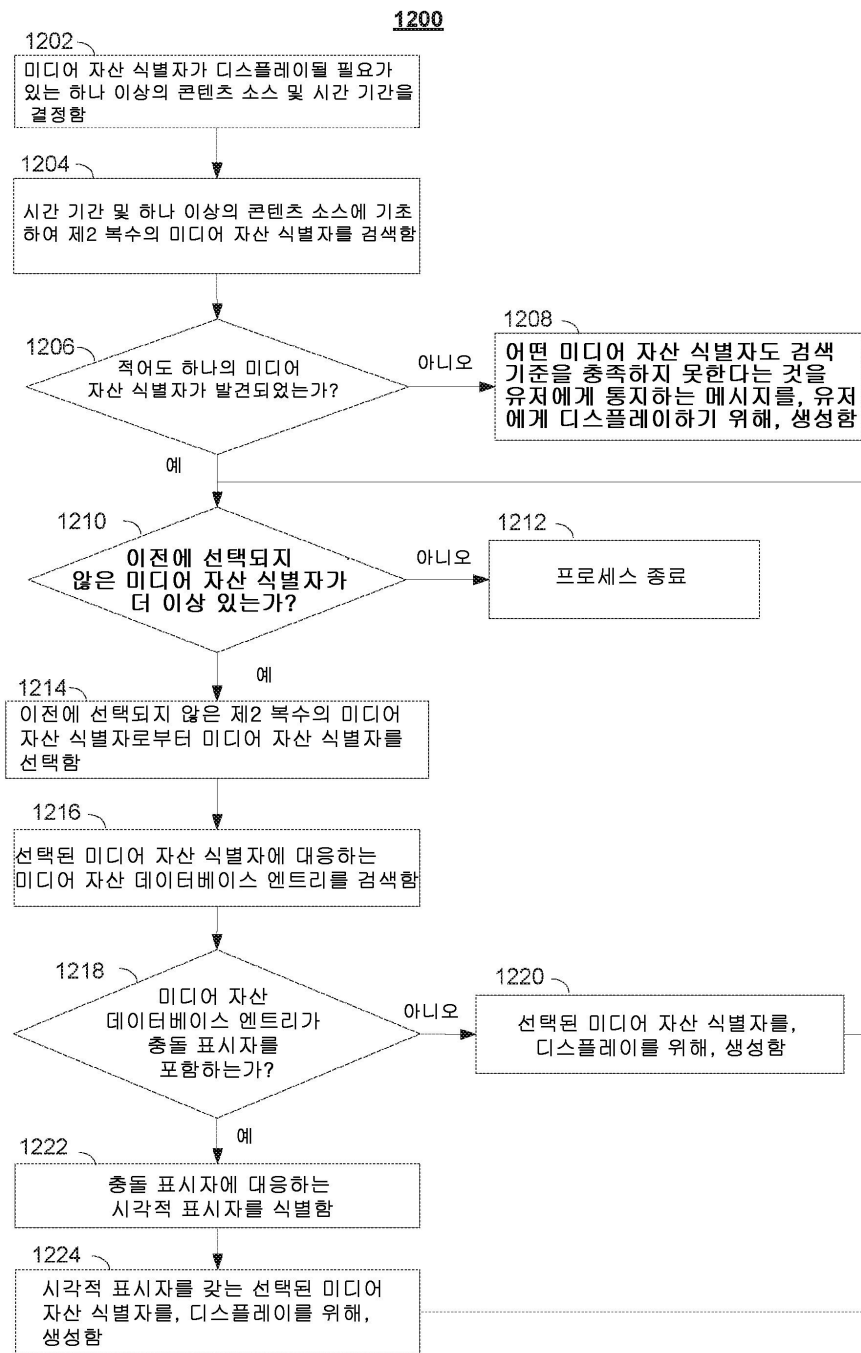 1200
1202
미디어 자산 식별자가 디스플레이될 필요가
있는 하나 이상의 콘텐츠 소스 및 시간 기간을
결정함
1204
시간 기간 및 하나 이상의 콘텐츠 소스에 기초
하여 제2 복수의 미디어 자산 식별자를 검색함
1206
적어도 하나의 미디어
자산 식별자가 발견되었는가?
아니오
1208
어떤 미디어 자산 식별자도 검색
기준을 충족하지 못한다는 것을
유저에게 통지하는 메시지를, 유저
에게 디스플레이하기 위해, 생성함
예
1210
이전에 선택되지
않은 미디어 자산 식별자가
더 이상 있는가?
아니오
1212
프로세스 종료
예
1214
이전에 선택되지 않은 제2 복수의 미디어
자산 식별자로부터 미디어 자산 식별자를
선택함
1216
선택된 미디어 자산 식별자에 대응하는
미디어 자산 데이터베이스 엔트리를 검색함
1218
미디어 자산
데이터베이스 엔트리가
충돌 표시자를
포함하는가?
아니오
1220
선택된 미디어 자산 식별자를,
디스플레이를 위해, 생성함
예
1222
충돌 표시자에 대응하는
시각적 표시자를 식별함
1224
시각적 표시자를 갖는 선택된 미디어
자산 식별자를, 디스플레이를 위해,
생성함